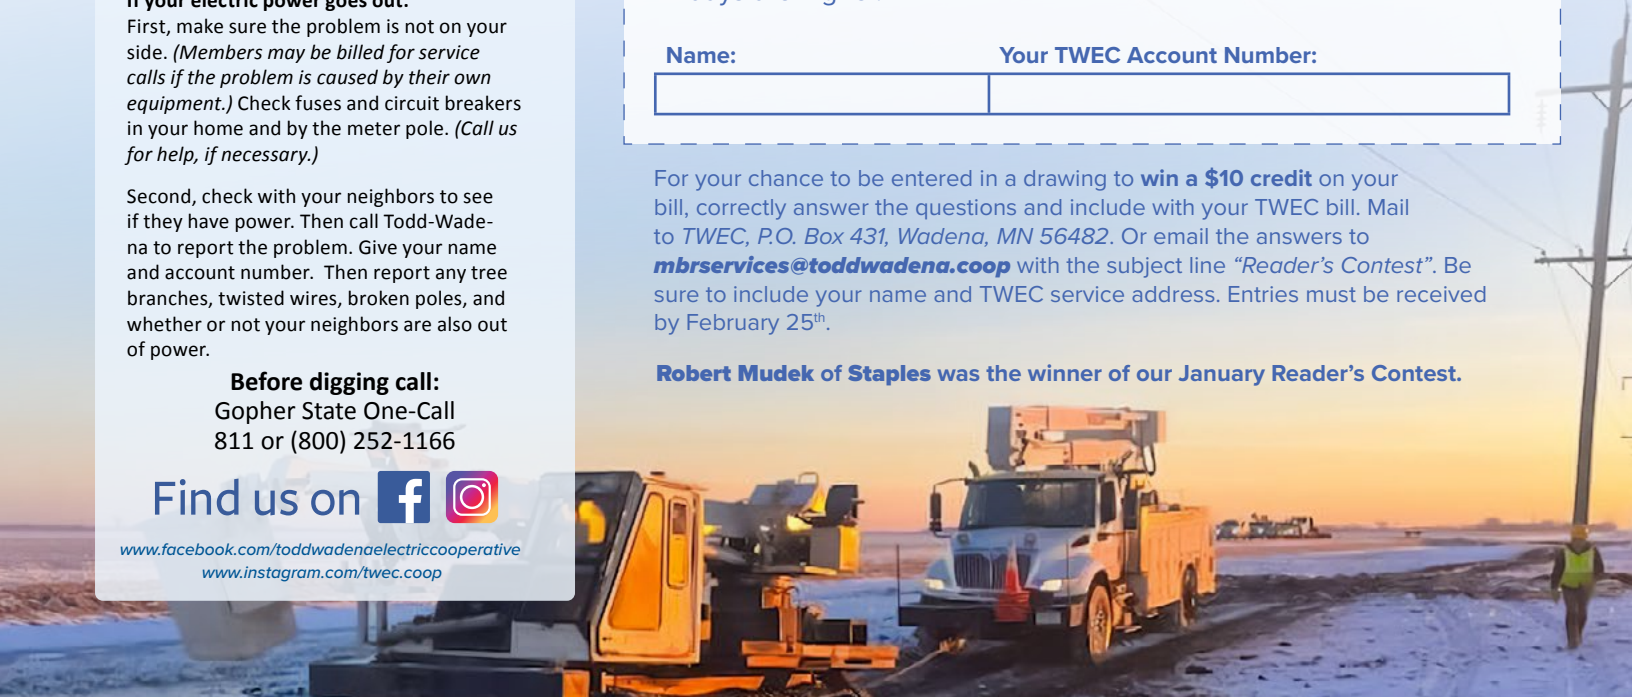 If your electric power goes out:
First, make sure the problem is not on your
side. (Members may be billed for service
calls if the problem is caused by their own
equipment.) Check fuses and circuit breakers
in your home and by the meter pole. (Call us
for help, if necessary.)
Second, check with your neighbors to see
if they have power. Then call Todd-Wade-
na to report the problem. Give your name
and account number.  Then report any tree
branches, twisted wires, broken poles, and
whether or not your neighbors are also out
of power.
Before digging call:
Gopher State One-Call
811 or (800) 252-1166
Find us on
www.facebook.com/toddwadenaelectriccooperative
www.instagram.com/twec.coop
Name: Your TWEC Account Number:
For your chance to be entered in a drawing to win a $10 credit on your
bill, correctly answer the questions and include with your TWEC bill. Mail
to TWEC, P.O. Box 431, Wadena, MN 56482. Or email the answers to
mbrservices@toddwadena.coop with the subject line “Reader’s Contest”. Be
sure to include your name and TWEC service address. Entries must be received
by February 25th.
Robert Mudek of Staples was the winner of our January Reader’s Contest.